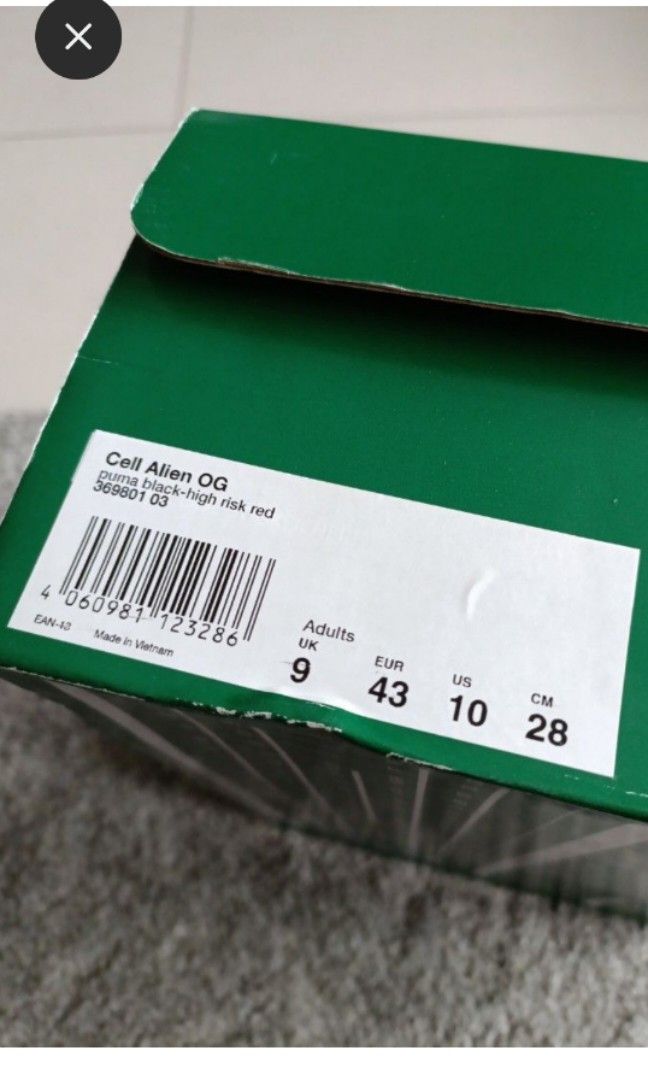 Cell Alien OG
puma black-high risk red
369801 03
4 060981 123286
EAN-13 Made in Vietnam
Adults
UK EUR US CM
9 43 10 28